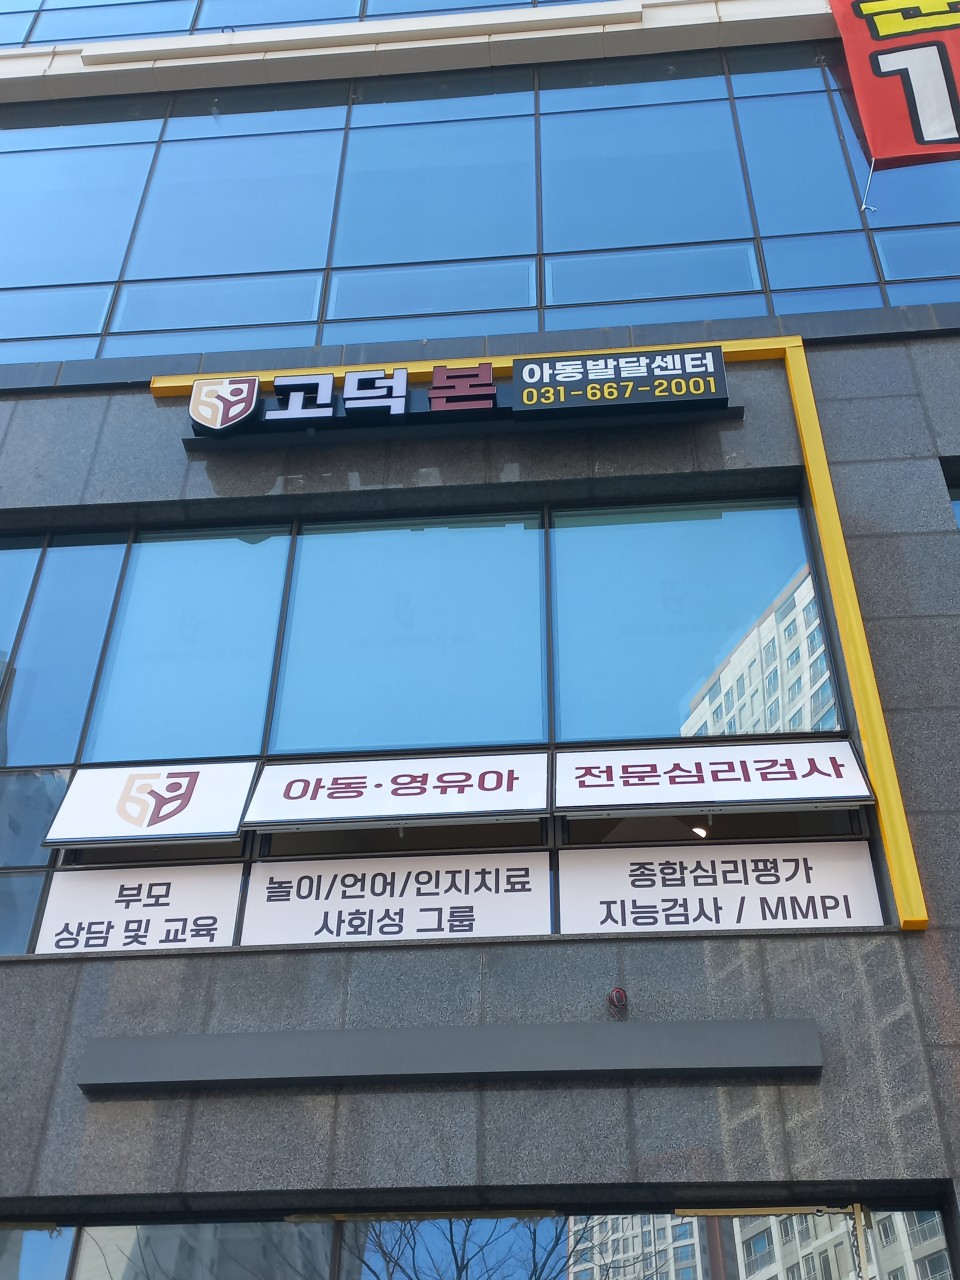 1
고덕 본 아동발달센터
031-667-2001
아동·영유아
전문심리검사
부모
상담 및 교육
놀이/언어/인지치료
사회성 그룹
종합심리평가
지능검사 / MMPI